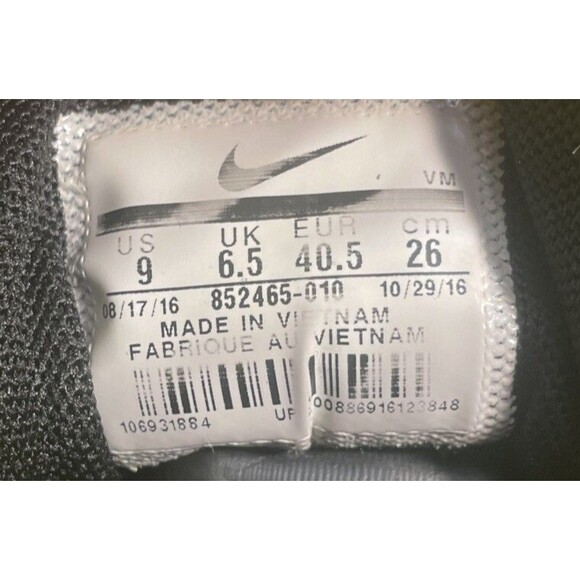 VM
US UK EUR cm
9 6.5 40.5 26
08/17/16 852465-010 10/29/16
MADE IN VIETNAM
FABRIQUE AU VIETNAM
106931884 00886916123848